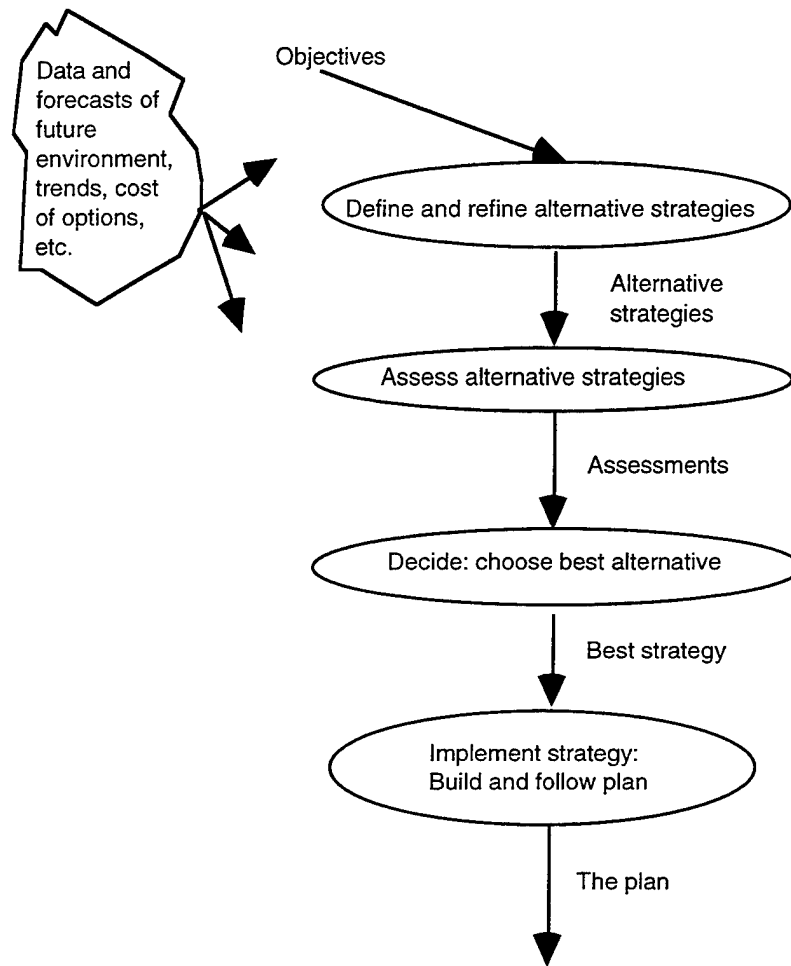 Data and
forecasts of
future
environment,
trends, cost
of options,
etc.
Objectives
Define and refine alternative strategies
Alternative
strategies
Assess alternative strategies
Assessments
Decide: choose best alternative
Best strategy
Implement strategy:
Build and follow plan
The plan